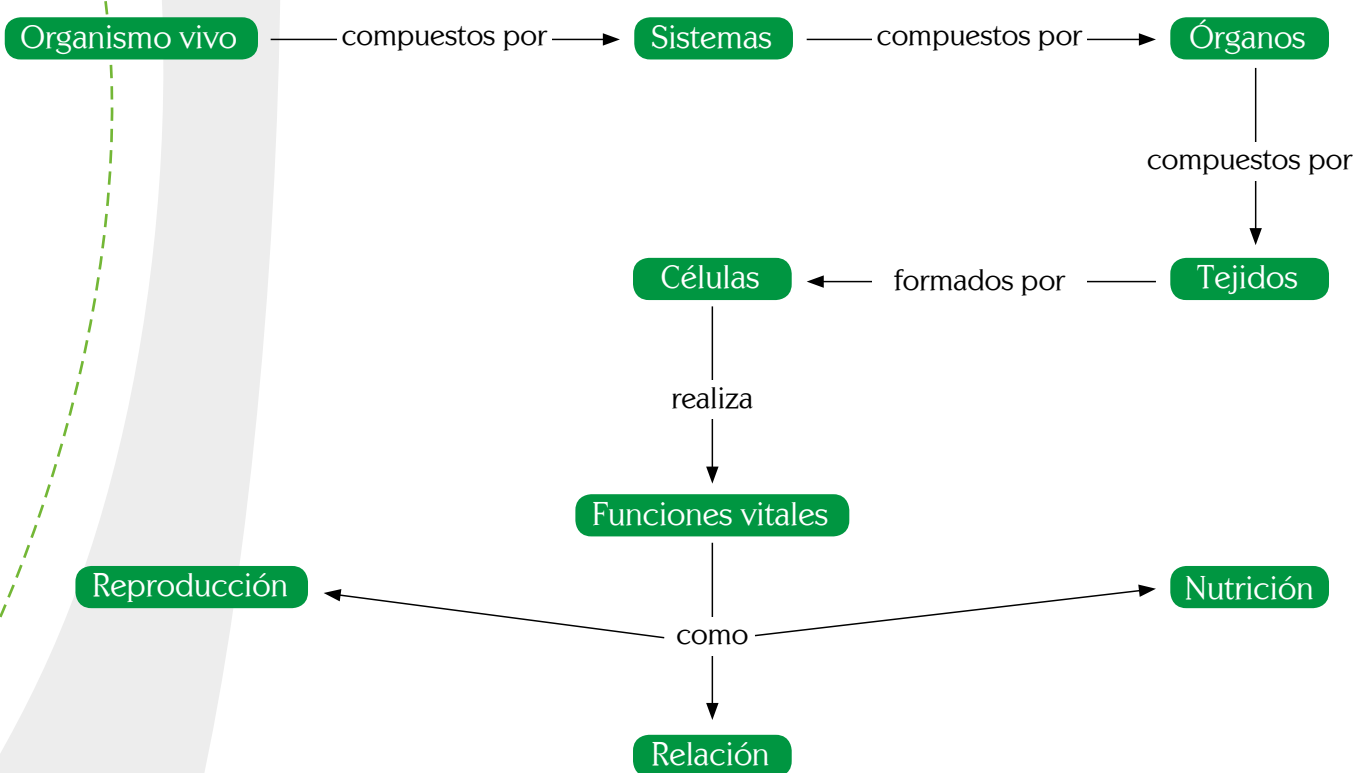 Organismo vivo compuestos por Sistemas compuestos por Órganos
compuestos por
Células formados por Tejidos
realiza
Funciones vitales
Reproducción
Nutrición
como
Relación